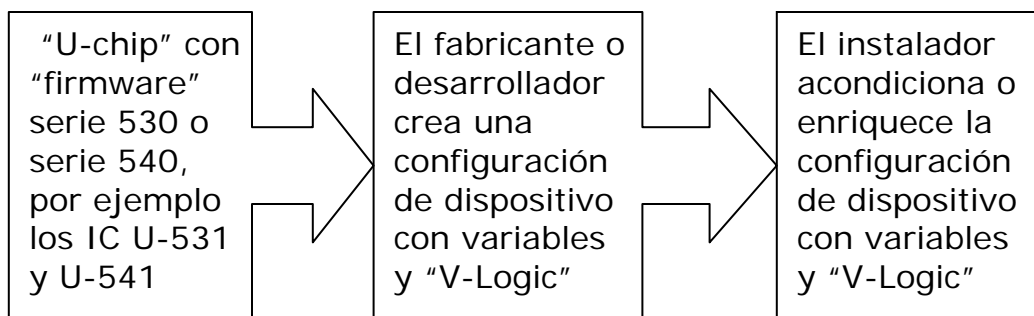 “U-chip” con
“firmware”
serie 530 o
serie 540,
por ejemplo
los IC U-531
y U-541
El fabricante o
desarrollador
crea una
configuración
de dispositivo
con variables
y “V-Logic”
El instalador
acondiciona o
enriquece la
configuración
de dispositivo
con variables
y “V-Logic”